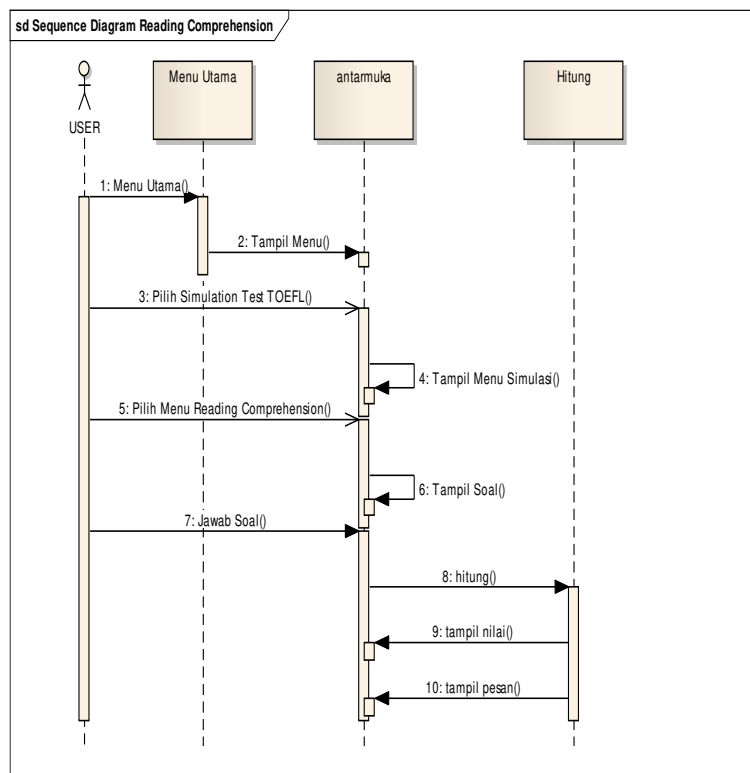 sd Sequence Diagram Reading Comprehension
USER
Menu Utama
antarmuka
Hitung
1: Menu Utama()
2: Tampil Menu()
3: Pilih Simulation Test TOEFL()
4: Tampil Menu Simulasi()
5: Pilih Menu Reading Comprehension()
6: Tampil Soal()
7: Jawab Soal()
8: hitung()
9: tampil nilai()
10: tampil pesan()